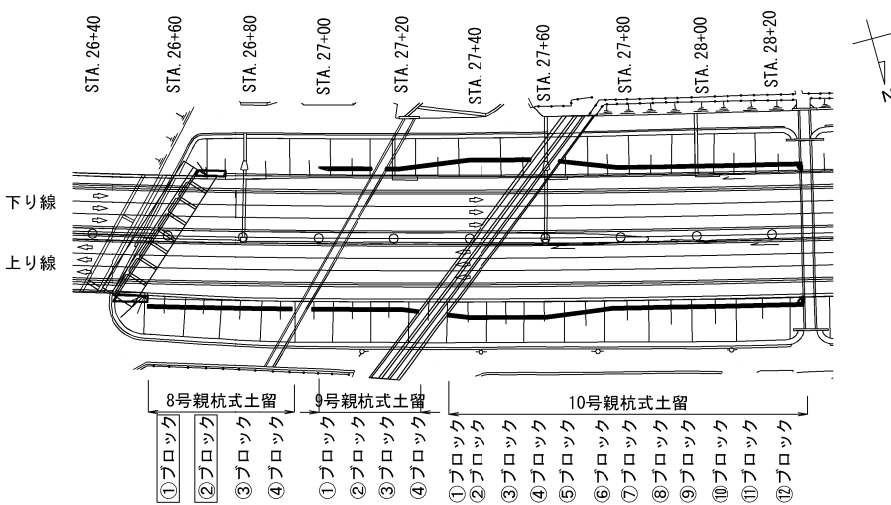 STA. 26+40
STA. 26+60
STA. 26+80
STA. 27+00
STA. 27+20
STA. 27+40
STA. 27+60
STA. 27+80
STA. 28+00
STA. 28+20
N
下り線
上り線
8号親杭式土留
9号親杭式土留
10号親杭式土留
①ブロック
②ブロック
③ブロック
④ブロック
①ブロック
②ブロック
③ブロック
④ブロック
①ブロック
②ブロック
③ブロック
④ブロック
⑤ブロック
⑥ブロック
⑦ブロック
⑧ブロック
⑨ブロック
⑩ブロック
⑪ブロック
⑫ブロック